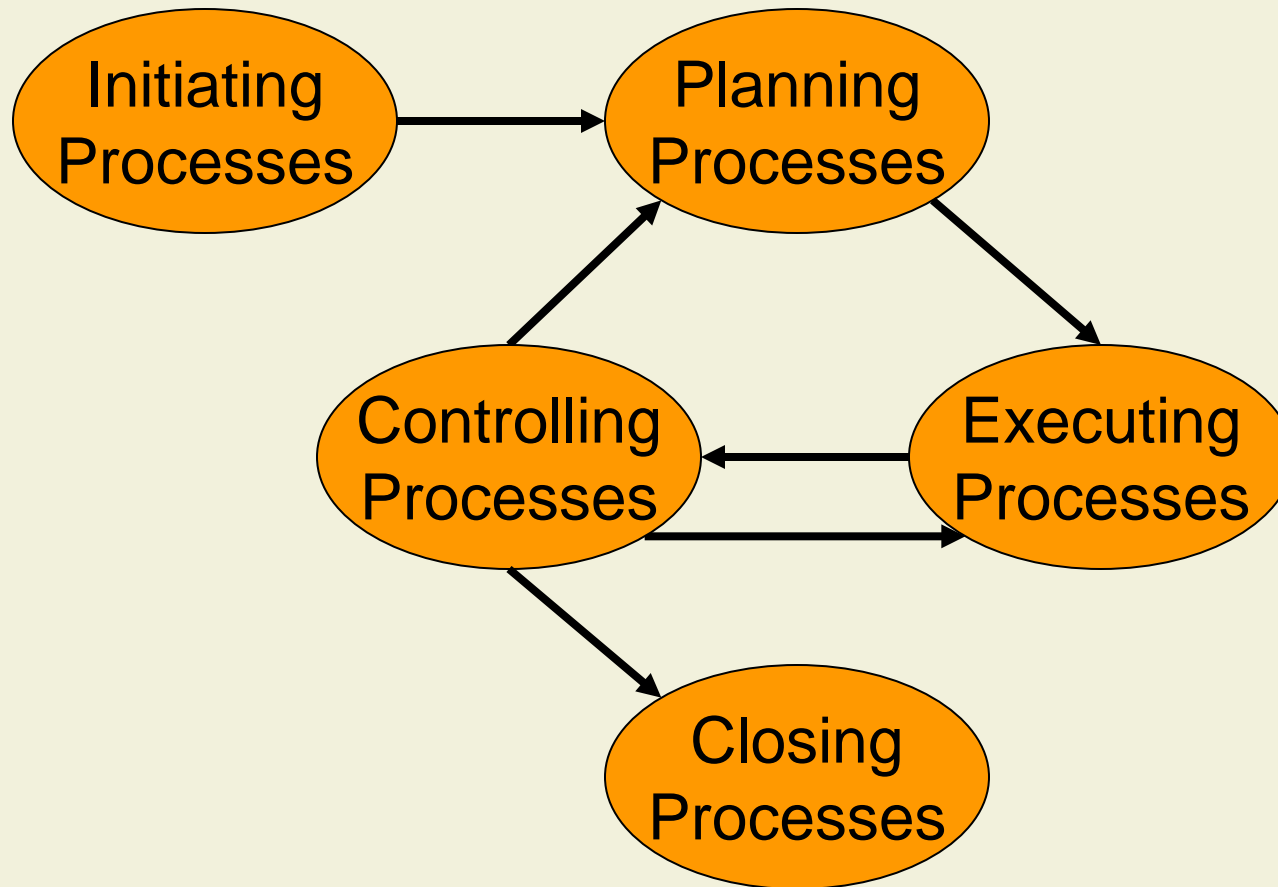 Initiating
Processes
Planning
Processes
Controlling
Processes
Executing
Processes
Closing
Processes